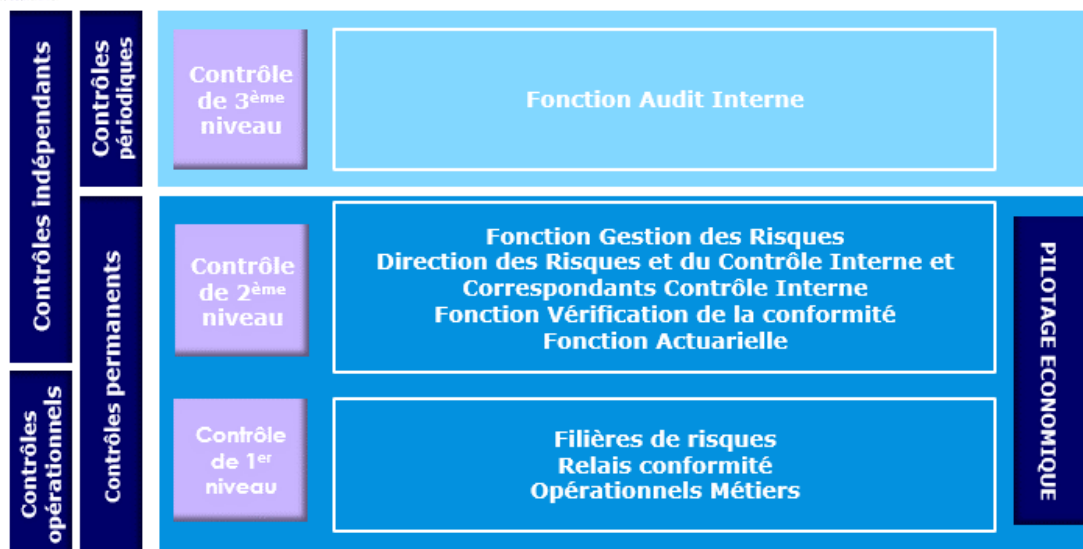 Contrôles indépendants
Contrôles
périodiques
Contrôle
de 3ème
niveau
Fonction Audit Interne
Contrôles permanents
Contrôle
de 2ème
niveau
Fonction Gestion des Risques
Direction des Risques et du Contrôle Interne et
Correspondants Contrôle Interne
Fonction Vérification de la conformité
Fonction Actuarielle
PILOTAGE ECONOMIQUE
Contrôles
opérationnels
Contrôle
de 1er
niveau
Filières de risques
Relais conformité
Opérationnels Métiers